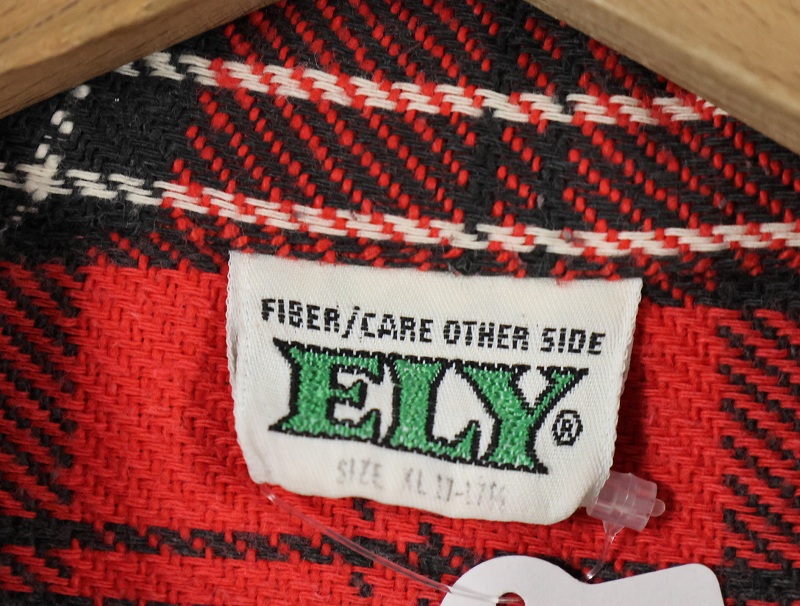 FIBER/CARE OTHER SIDE
ELY®
SIZE XL 17-17½